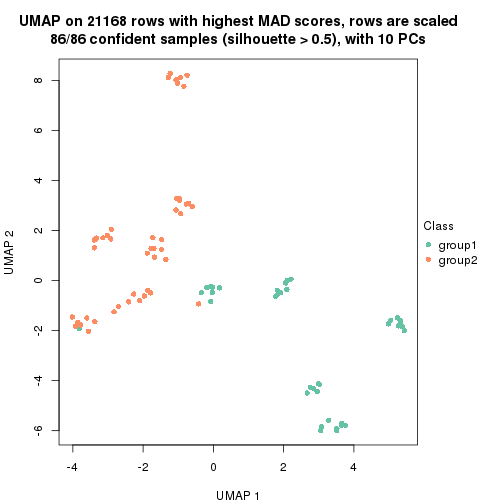 UMAP on 21168 rows with highest MAD scores, rows are scaled
86/86 confident samples (silhouette > 0.5), with 10 PCs
8
6
4
2
0
-2
-4
-6
UMAP 2
-4
-2
0
2
4
UMAP 1
Class
group1
group2